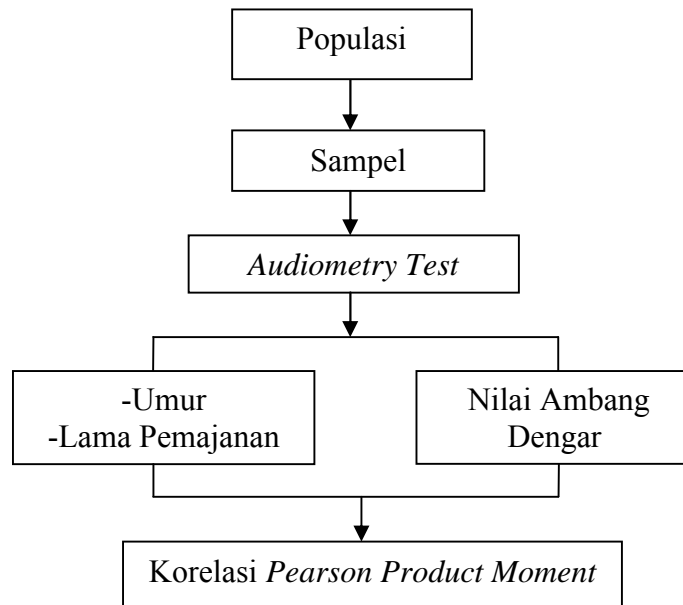 Populasi
Sampel
Audiometry Test
-Umur
-Lama Pemajanan
Nilai Ambang
Dengar
Korelasi Pearson Product Moment